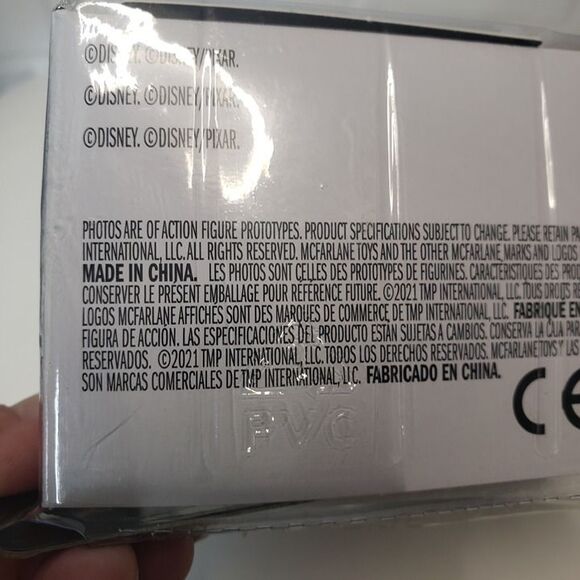 ©DISNEY. ©DISNEY/PIXAR.
©DISNEY. ©DISNEY/PIXAR.
©DISNEY. ©DISNEY/PIXAR.
PHOTOS ARE OF ACTION FIGURE PROTOTYPES. PRODUCT SPECIFICATIONS SUBJECT TO CHANGE. PLEASE RETAIN
INTERNATIONAL, LLC. ALL RIGHTS RESERVED. MCFARLANE TOYS AND THE OTHER MCFARLANE MARKS AND LOGOS
MADE IN CHINA. LES PHOTOS SONT CELLES DES PROTOTYPES DE FIGURINES. CARACTERISTIQUES DES
CONSERVER LE PRESENT EMBALLAGE POUR REFERENCE FUTURE. ©2021 TMP INTERNATIONAL, LLC. TOUS DROITS
LOGOS MCFARLANE AFFICHES SONT DES MARQUES DE COMMERCE DE TMP INTERNATIONAL, LLC. FABRIQUÉ EN
FIGURA DE ACCIÓN. LAS ESPECIFICACIONES DEL PRODUCTO ESTÁN SUJETAS A CAMBIOS. CONSERVA LA CAJA
RESERVADOS. ©2021 TMP INTERNATIONAL, LLC. TODOS LOS DERECHOS RESERVADOS. MCFARLANE TOYS Y LAS
SON MARCAS COMERCIALES DE TMP INTERNATIONAL, LLC. FABRICADO EN CHINA.
CE
PVC